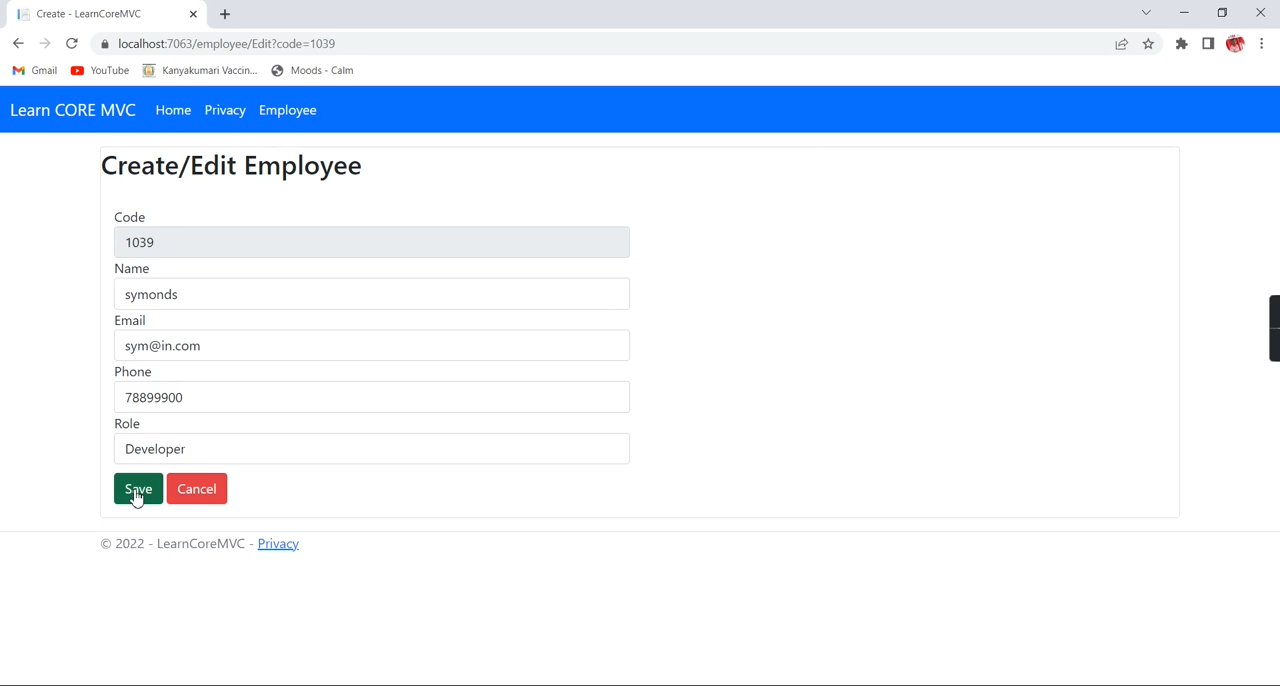 Create - LearnCoreMVC
localhost:7063/employee/Edit?code=1039
Gmail YouTube Kanyakumari Vaccin... Moods - Calm
Learn CORE MVC Home Privacy Employee
Create/Edit Employee
Code
1039
Name
symonds
Email
sym@in.com
Phone
78899900
Role
Developer
Save Cancel
© 2022 - LearnCoreMVC - Privacy